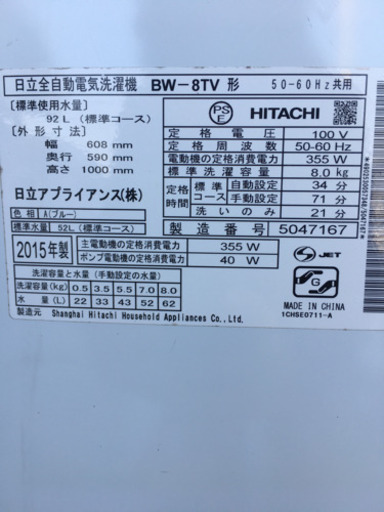 日立全自動電気洗濯機 BW-8TV 形 50-60Hz共用
〔標準使用水量〕
92L (標準コース)
〔外形寸法〕
幅 608 mm
奥行 590 mm
高さ 1000 mm
日立アプライアンス(株)
色相 A(ブルー)
標準水量 52L(標準コース)
PSE
JET
HITACHI
定格電圧 100 V
定格周波数 50-60 Hz
電動機の定格消費電力 355 W
標準洗濯容量 8.0kg
定格時間 標準 自動設定 34 分
手動設定 71 分
洗 21 分
製造番号 5047167
2015年製
主電動機の定格消費電力 355 W
ポンプ電動機の定格消費電力 40 W
S JET
洗濯容量と水量 (手動設定の水量)
洗濯容量(kg) 0.5 3.5 5.5 7.0 8.0
水量(L) 22 33 43 52 62
製造元 Shanghai Hitachi Household Appliances Co., Ltd.
G
MADE IN CHINA
1CHSE0711-A